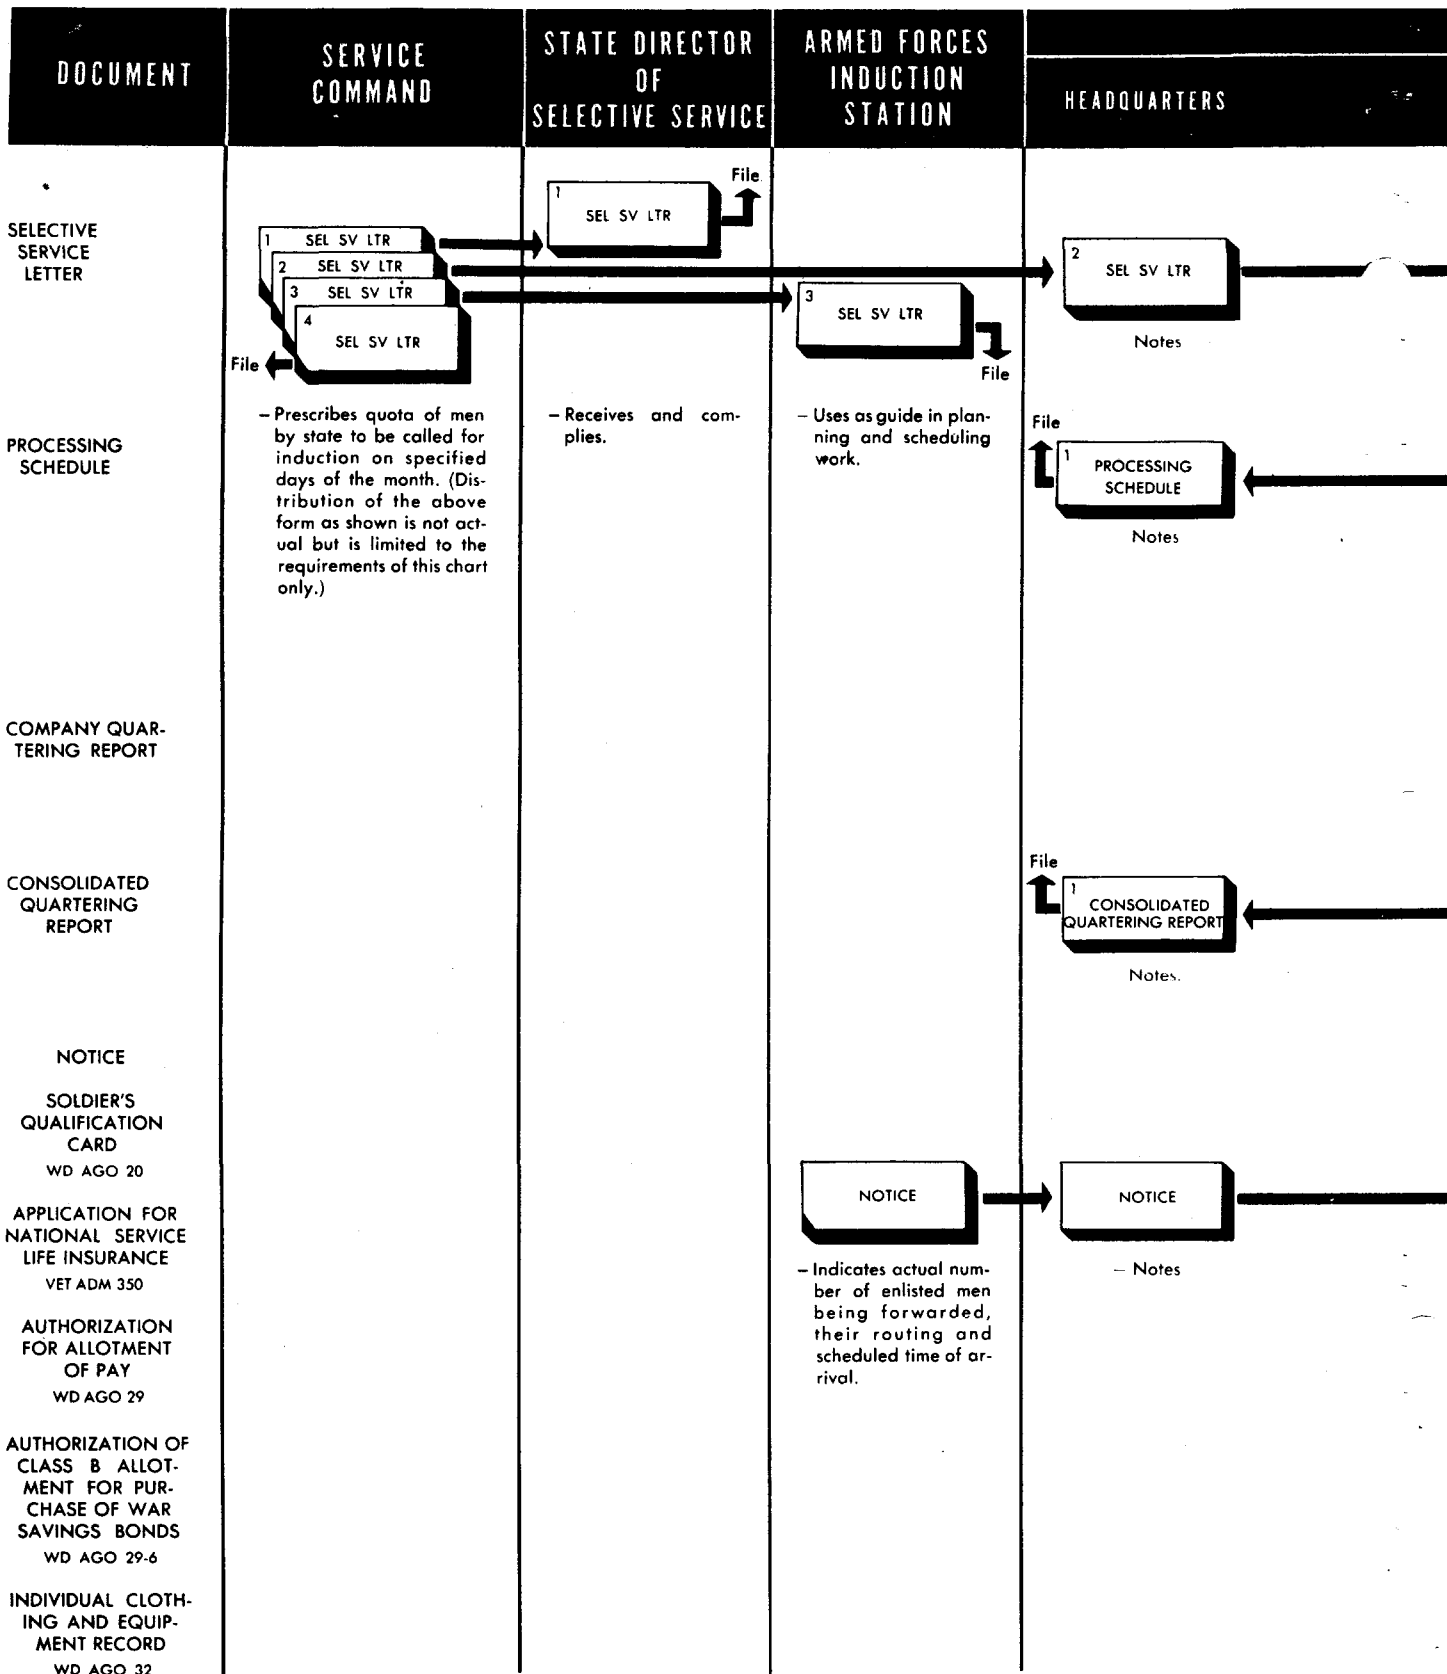 DOCUMENT
SERVICE
COMMAND
STATE DIRECTOR
OF
SELECTIVE SERVICE
ARMED FORCES
INDUCTION
STATION
HEADQUARTERS
SELECTIVE
SERVICE
LETTER
1 SEL SV LTR
2 SEL SV LTR
3 SEL SV LTR
4
SEL SV LTR
File
– Prescribes quota of men
by state to be called for
induction on specified
days of the month. (Dis-
tribution of the above
form as shown is not act-
ual but is limited to the
requirements of this chart
only.)
1
SEL SV LTR
File
– Receives and com-
plies.
3
SEL SV LTR
File
– Uses as guide in plan-
ning and scheduling
work.
2
SEL SV LTR
Notes
PROCESSING
SCHEDULE
File
1
PROCESSING
SCHEDULE
Notes
COMPANY QUAR-
TERING REPORT
CONSOLIDATED
QUARTERING
REPORT
File
1
CONSOLIDATED
QUARTERING REPORT
Notes.
NOTICE
SOLDIER'S
QUALIFICATION
CARD
WD AGO 20
NOTICE
– Indicates actual num-
ber of enlisted men
being forwarded,
their routing and
scheduled time of ar-
rival.
NOTICE
– Notes
APPLICATION FOR
NATIONAL SERVICE
LIFE INSURANCE
VET ADM 350
AUTHORIZATION
FOR ALLOTMENT
OF PAY
WD AGO 29
AUTHORIZATION OF
CLASS B ALLOT-
MENT FOR PUR-
CHASE OF WAR
SAVINGS BONDS
WD AGO 29-6
INDIVIDUAL CLOTH-
ING AND EQUIP-
MENT RECORD
WD AGO 32